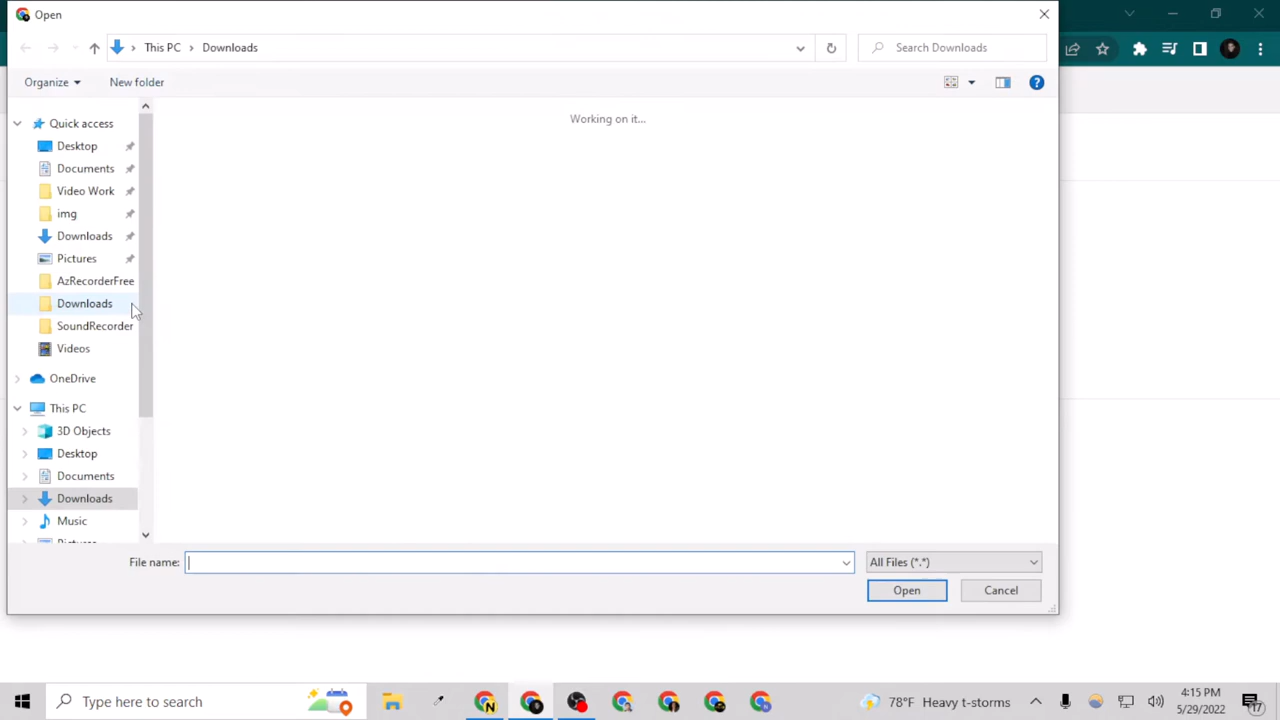 Open
This PC
Downloads
Search Downloads
Organize
New folder
Working on it...
Quick access
Desktop
Documents
Video Work
img
Downloads
Pictures
AzRecorderFree
Downloads
SoundRecorder
Videos
OneDrive
This PC
3D Objects
Desktop
Documents
Downloads
Music
File name:
All Files (*.*)
Open
Cancel
Type here to search
78°F Heavy t-storms
4:15 PM
5/29/2022
17